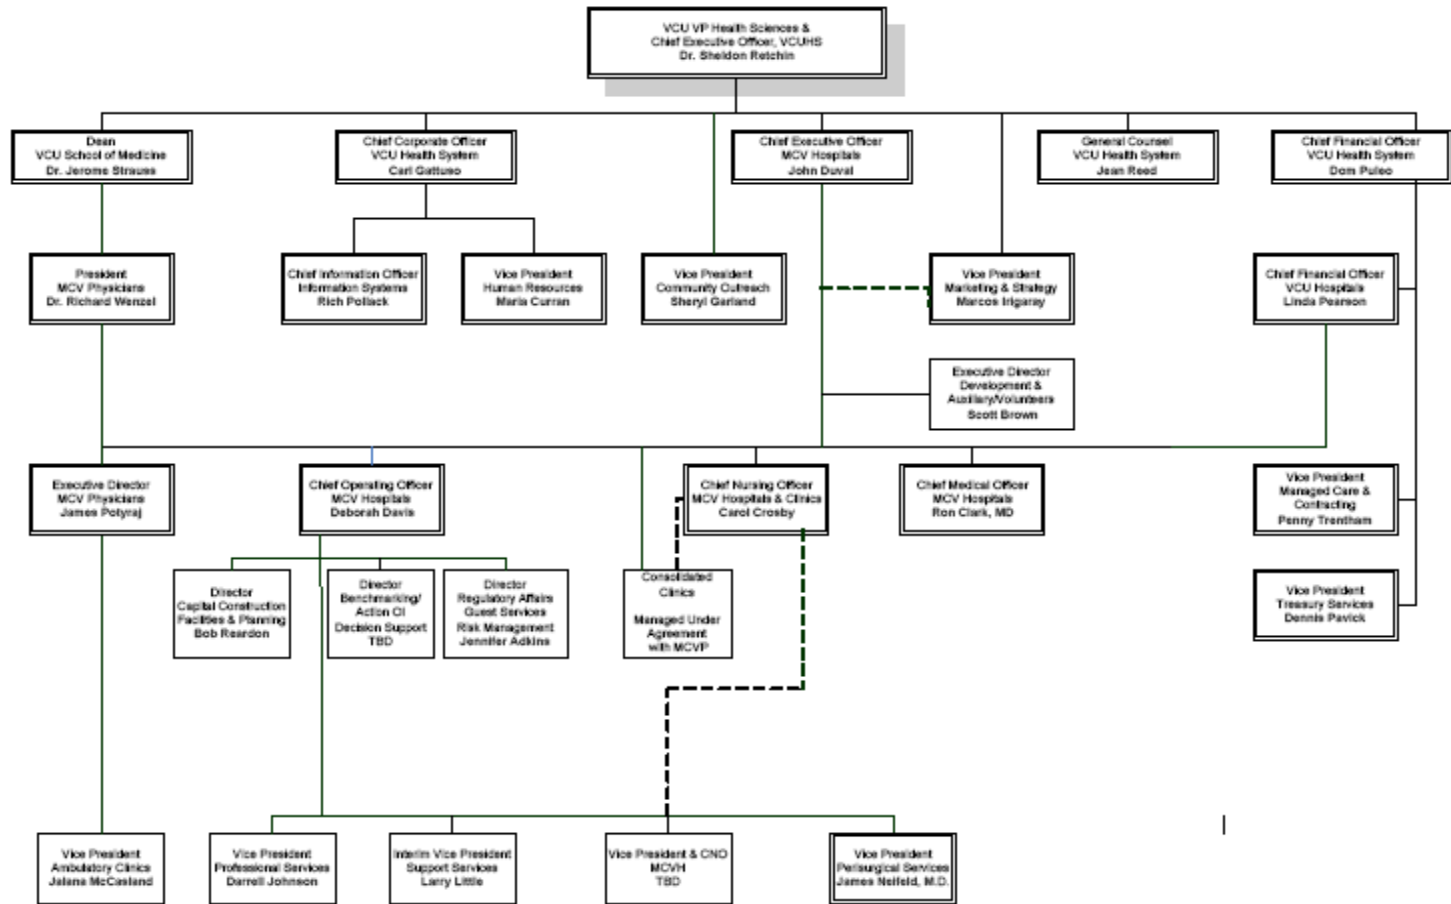 VCU VP Health Sciences &
Chief Executive Officer, VCUHS
Dr. Sheldon Retchin
Dean
VCU School of Medicine
Dr. Jerome Strauss
Chief Corporate Officer
VCU Health System
Carl Gattuso
Chief Executive Officer
MCV Hospitals
John Duval
General Counsel
VCU Health System
Jean Reed
Chief Financial Officer
VCU Health System
Dom Puleo
President
MCV Physicians
Dr. Richard Wenzel
Chief Information Officer
Information Systems
Rich Pollack
Vice President
Human Resources
Maria Curran
Vice President
Community Outreach
Sheryl Garland
Vice President
Marketing & Strategy
Marcos Irigaray
Chief Financial Officer
VCU Hospitals
Linda Pearson
Executive Director
Development &
Auxiliary/Volunteers
Scott Brown
Executive Director
MCV Physicians
James Potyraj
Chief Operating Officer
MCV Hospitals
Deborah Davis
Chief Nursing Officer
MCV Hospitals & Clinics
Carol Crosby
Chief Medical Officer
MCV Hospitals
Ron Clark, MD
Vice President
Managed Care &
Contracting
Penny Trentham
Director
Capital Construction
Facilities & Planning
Bob Reardon
Director
Benchmarking/
Action OI
Decision Support
TBD
Director
Regulatory Affairs
Guest Services
Risk Management
Jennifer Adkins
Consolidated
Clinics
Managed Under
Agreement
with MCVP
Vice President
Treasury Services
Dennis Pavick
Vice President
Ambulatory Clinics
Jalana McCasland
Vice President
Professional Services
Darrell Johnson
Interim Vice President
Support Services
Larry Little
Vice President & CNO
MCVH
TBD
Vice President
Perisurgical Services
James Neifeld, M.D.